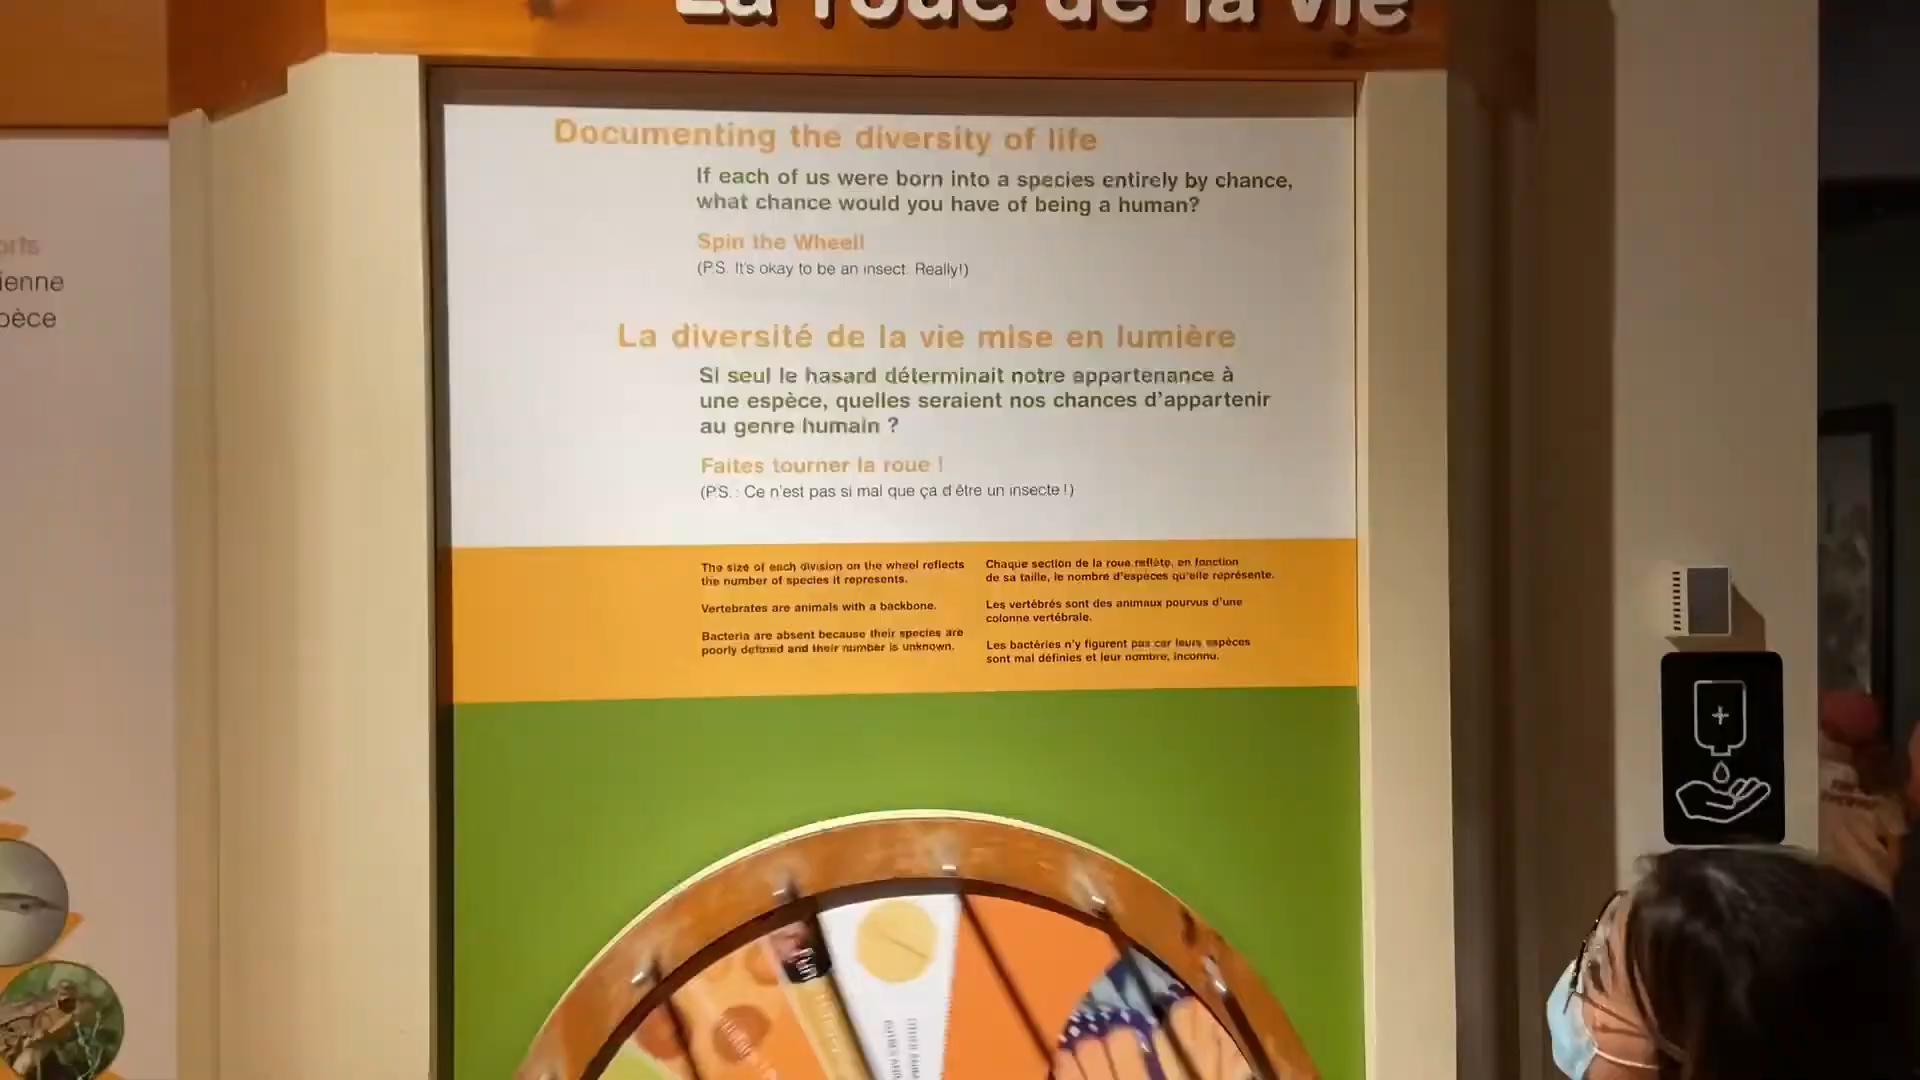 La roue de la vie
Documenting the diversity of life
If each of us were born into a species entirely by chance,
what chance would you have of being a human?
Spin the Wheel!
(P.S. It's okay to be an insect. Really!)
La diversité de la vie mise en lumière
Si seul le hasard déterminait notre appartenance à
une espèce, quelles seraient nos chances d'appartenir
au genre humain ?
Faites tourner la roue !
(P.S. : Ce n'est pas si mal que ça d'être un insecte !)
The size of each division on the wheel reflects
the number of species it represents.
Vertebrates are animals with a backbone.
Bacteria are absent because their species are
poorly defined and their number is unknown.
Chaque section de la roue reflète, en fonction
de sa taille, le nombre d'espèces qu'elle représente.
Les vertébrés sont des animaux pourvus d'une
colonne vertébrale.
Les bactéries n'y figurent pas car leurs espèces
sont mal définies et leur nombre, inconnu.
orts
ienne
pèce